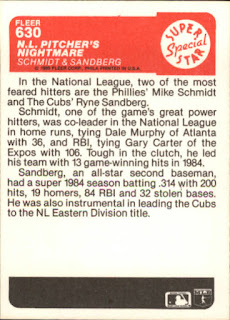 FLEER
630
N.L. PITCHER'S
NIGHTMARE
SCHMIDT & SANDBERG
© 1985 FLEER CORP., PHILA. PRINTED IN U.S.A.
SUPER
Special
STAR
In the National League, two of the most
feared hitters are the Phillies' Mike Schmidt
and The Cubs' Ryne Sandberg.
Schmidt, one of the game's great power
hitters, was co-leader in the National League
in home runs, tying Dale Murphy of Atlanta
with 36, and RBI, tying Gary Carter of
the Expos with 106. Tough in the clutch, he led
his team with 13 game-winning hits in 1984.
Sandberg, an all-star second baseman,
had a super 1984 season batting .314 with 200
hits, 19 homers, 84 RBI and 32 stolen bases.
He was also instrumental in leading the Cubs
to the NL Eastern Division title.